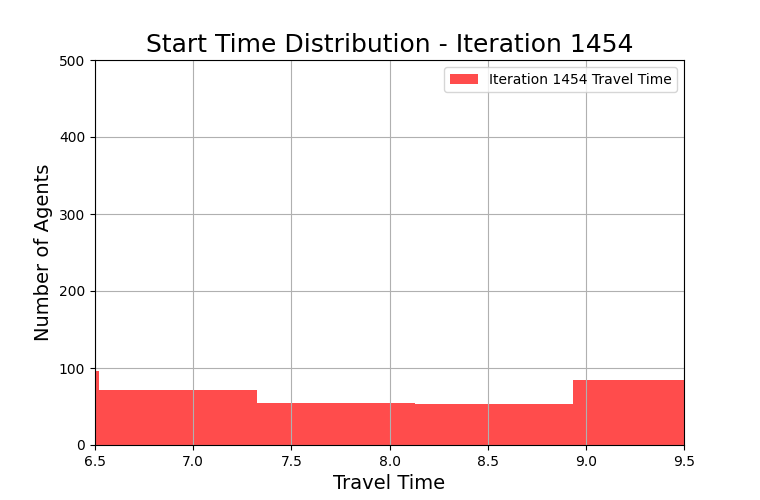 Start Time Distribution - Iteration 1454
Iteration 1454 Travel Time
Number of Agents
500
400
300
200
100
0
6.5 7.0 7.5 8.0 8.5 9.0 9.5
Travel Time